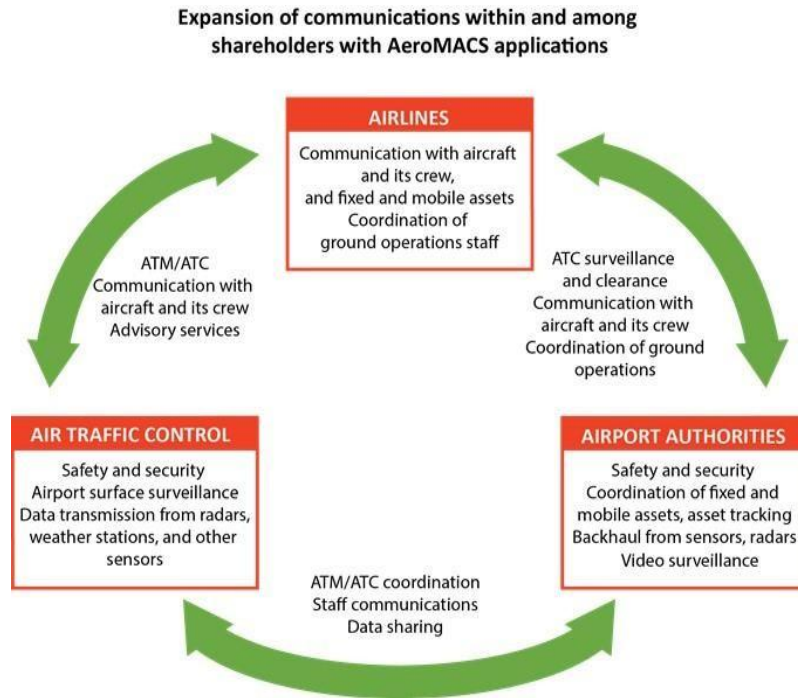 Expansion of communications within and among
shareholders with AeroMACS applications
AIRLINES
Communication with aircraft
and its crew,
and fixed and mobile assets
Coordination of
ground operations staff
ATM/ATC
Communication with
aircraft and its crew
Advisory services
ATC surveillance
and clearance
Communication with
aircraft and its crew
Coordination of ground
operations
AIR TRAFFIC CONTROL
Safety and security
Airport surface surveillance
Data transmission from radars,
weather stations, and other
sensors
AIRPORT AUTHORITIES
Safety and security
Coordination of fixed and
mobile assets, asset tracking
Backhaul from sensors, radars
Video surveillance
ATM/ATC coordination
Staff communications
Data sharing